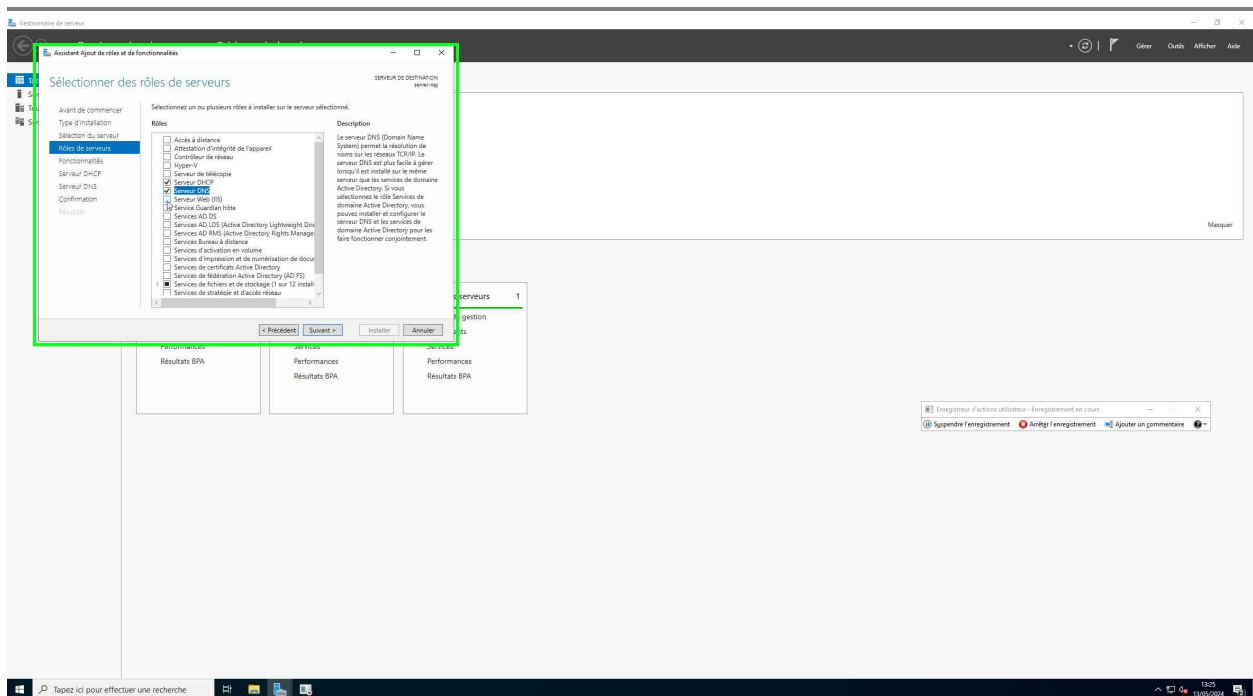 Gestionnaire de serveur
Gérer Outils Afficher Aide
Assistant Ajout de rôles et de fonctionnalités
Sélectionner des rôles de serveurs
SERVEUR DE DESTINATION
Avant de commencer
Type d'installation
Sélection du serveur
Rôles de serveurs
Fonctionnalités
Serveur DHCP
Serveur DNS
Confirmation
Résultats
Sélectionnez un ou plusieurs rôles à installer sur le serveur sélectionné.
Rôles
Accès à distance
Attestation d'intégrité de l'appareil
Contrôleur de réseau
Hyper-V
Serveur de télécopie
Serveur DHCP
Serveur DNS
Serveur Web (IIS)
Service Guardian hôte
Services AD DS
Services AD LDS (Active Directory Lightweight Dire
Services AD RMS (Active Directory Rights Manage
Services Bureau à distance
Services d'activation en volume
Services d'impression et de numérisation de docu
Services de certificats Active Directory
Services de fédération Active Directory (AD FS)
Services de fichiers et de stockage (1 sur 12 install
Services de stratégie et d'accès réseau
Description
Le serveur DNS (Domain Name
System) permet la résolution de
noms sur les réseaux TCP/IP. Le
serveur DNS est plus facile à gérer
lorsqu'il est installé sur le même
serveur que les services de domaine
Active Directory. Si vous
sélectionnez le rôle Services de
domaine Active Directory, vous
pouvez installer et configurer le
serveur DNS et les services de
domaine Active Directory pour les
faire fonctionner conjointement.
< Précédent Suivant > Installer Annuler
Masquer
serveurs 1
gestion
Performances
Résultats BPA
Services
Performances
Résultats BPA
Services
Performances
Résultats BPA
Enregistreur d'actions utilisateur - Enregistrement en cours
Suspendre l'enregistrement Arrêter l'enregistrement Ajouter un commentaire
Tapez ici pour effectuer une recherche
13:25
13/05/2024